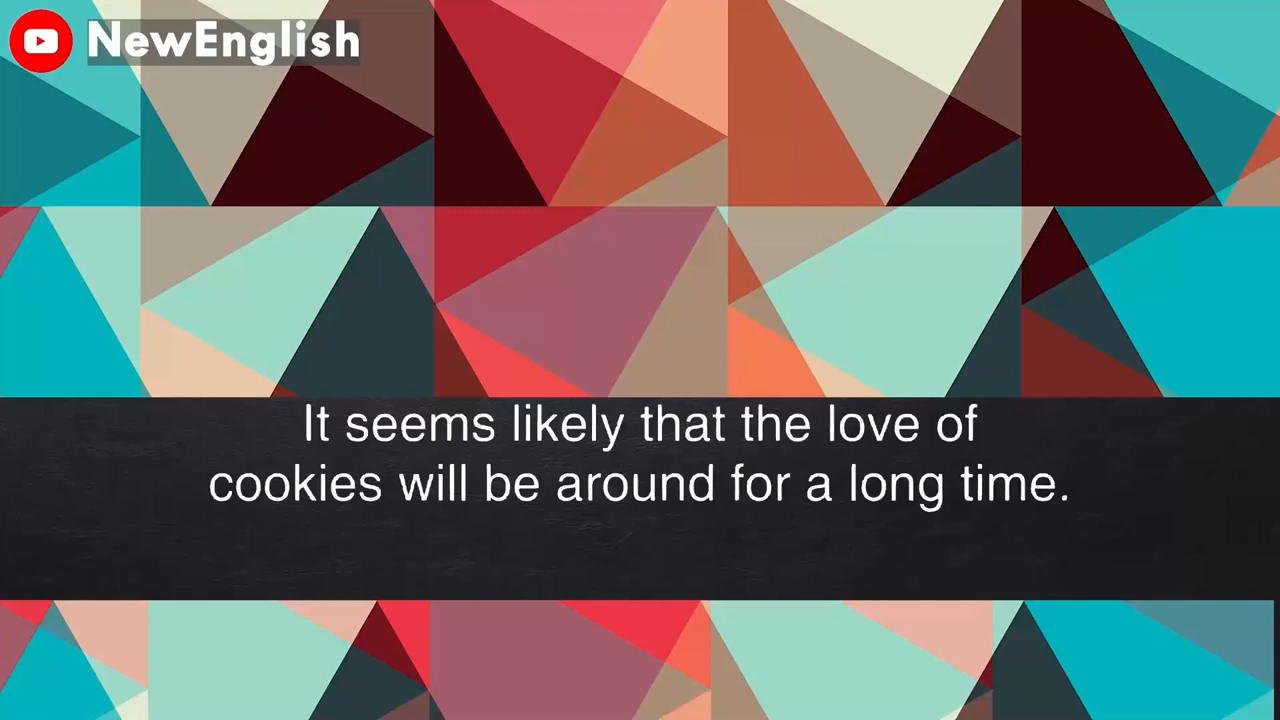 NewEnglish
It seems likely that the love of
cookies will be around for a long time.